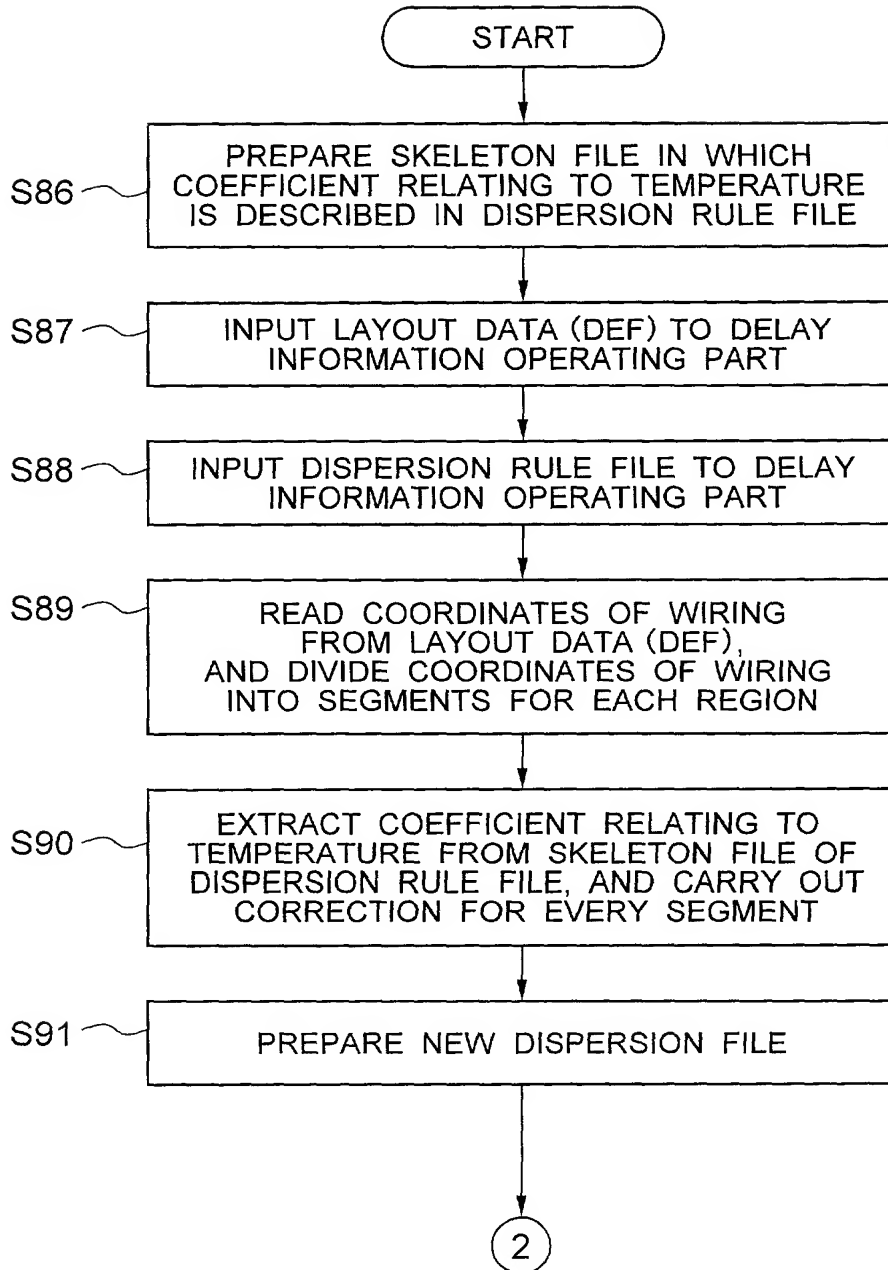 START
S86
PREPARE SKELETON FILE IN WHICH
COEFFICIENT RELATING TO TEMPERATURE
IS DESCRIBED IN DISPERSION RULE FILE
S87
INPUT LAYOUT DATA (DEF) TO DELAY
INFORMATION OPERATING PART
S88
INPUT DISPERSION RULE FILE TO DELAY
INFORMATION OPERATING PART
S89
READ COORDINATES OF WIRING
FROM LAYOUT DATA (DEF),
AND DIVIDE COORDINATES OF WIRING
INTO SEGMENTS FOR EACH REGION
S90
EXTRACT COEFFICIENT RELATING TO
TEMPERATURE FROM SKELETON FILE OF
DISPERSION RULE FILE, AND CARRY OUT
CORRECTION FOR EVERY SEGMENT
S91
PREPARE NEW DISPERSION FILE
2